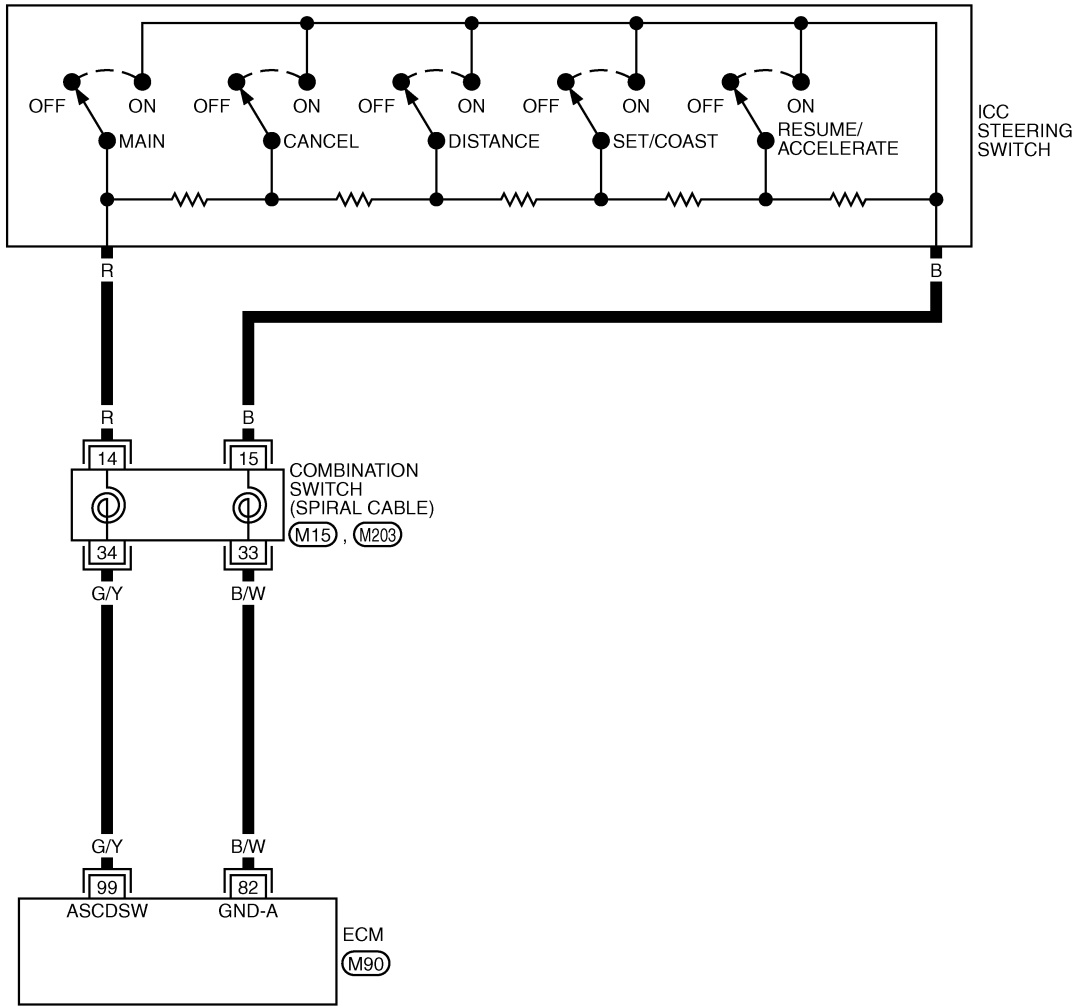 OFF ON OFF ON OFF ON OFF ON OFF ON
MAIN CANCEL DISTANCE SET/COAST RESUME/
ACCELERATE
ICC
STEERING
SWITCH
R B
R B
14 15
COMBINATION
SWITCH
(SPIRAL CABLE)
M15 , M203
34 33
G/Y B/W
G/Y B/W
99 82
ASCDSW GND-A
ECM
M90